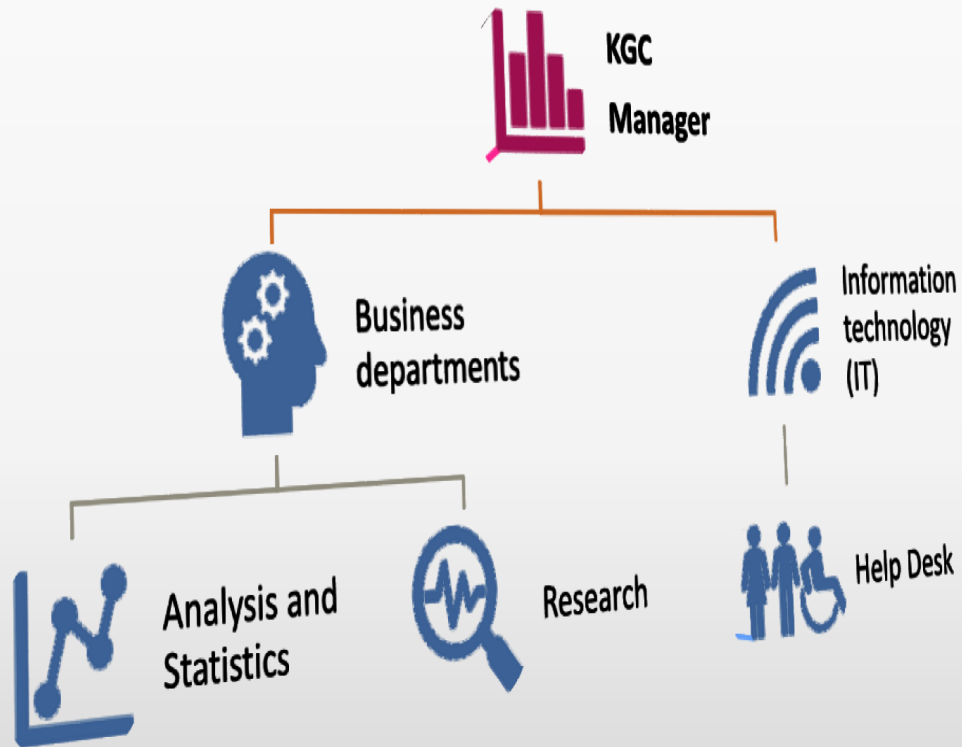 KGC
Manager
Business
departments
Information
technology
(IT)
Analysis and
Statistics
Research
Help Desk